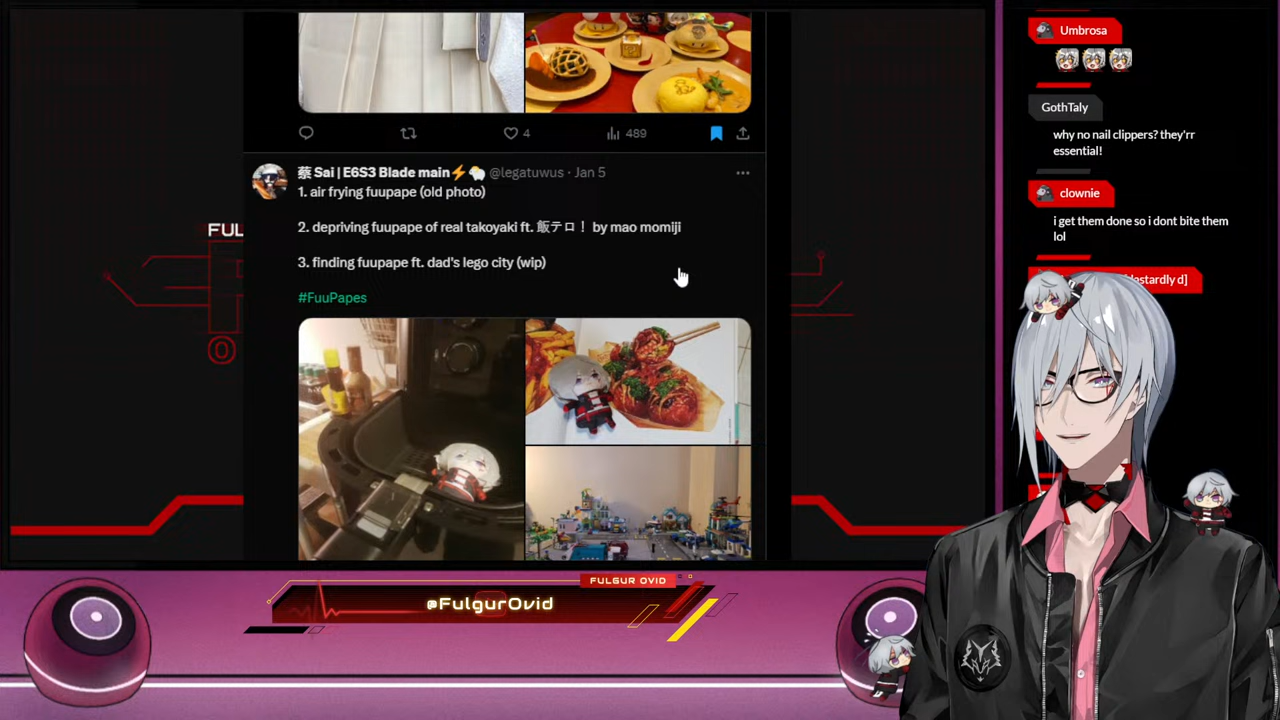 4
489
蔡 Sai | E6S3 Blade main⚡🐑 @legatuwus · Jan 5
1. air frying fuupape (old photo)
2. depriving fuupape of real takoyaki ft. 飯テロ！ by mao momiji
3. finding fuupape ft. dad's lego city (wip)
#FuuPapes
FUL
O
FULGUR OVID
@FulgurOvid
Umbrosa
GothTaly
why no nail clippers? they'rr
essential!
clownie
i get them done so i dont bite them
lol
dastardly d]